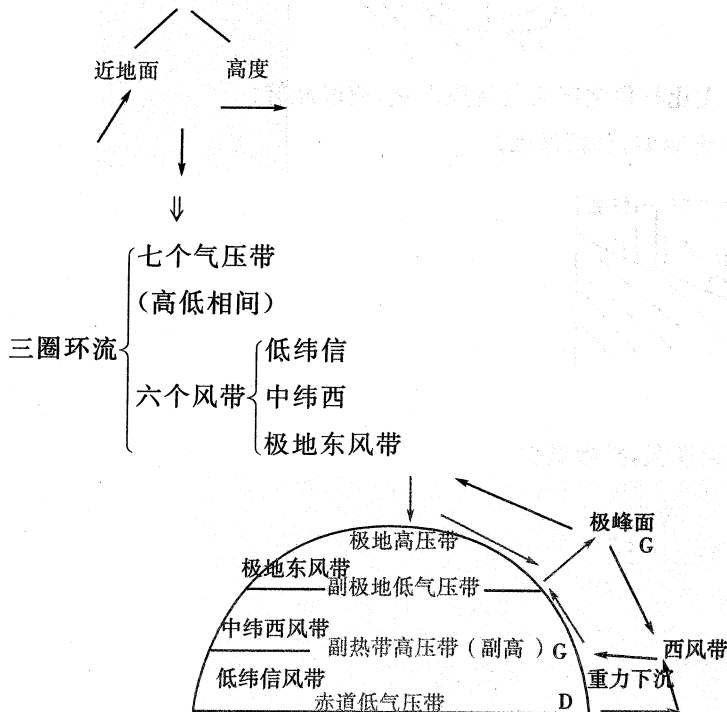 近地面 高度
七个气压带
(高低相间)
三圈环流
低纬信
六个风带 中纬西
极地东风带
极峰面
G
极地高压带
极地东风带
副极地低气压带
中纬西风带
副热带高压带(副高)G
西风带
低纬信风带
重力下沉
赤道低气压带
D